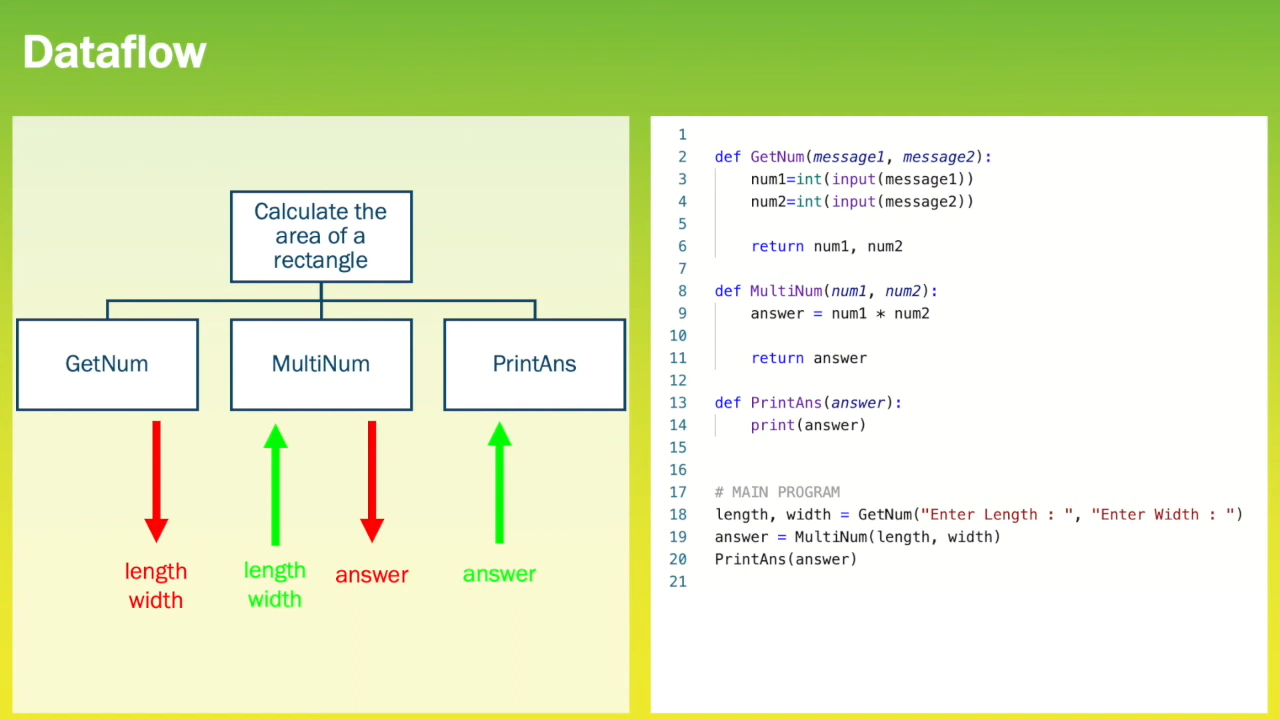 Dataflow
Calculate the
area of a
rectangle
GetNum
MultiNum
PrintAns
length
width
length
width
answer
answer
1
2 def GetNum(message1, message2):
3 num1=int(input(message1))
4 num2=int(input(message2))
5
6 return num1, num2
7
8 def MultiNum(num1, num2):
9 answer = num1 * num2
10
11 return answer
12
13 def PrintAns(answer):
14 print(answer)
15
16
17 # MAIN PROGRAM
18 length, width = GetNum("Enter Length : ", "Enter Width : ")
19 answer = MultiNum(length, width)
20 PrintAns(answer)
21